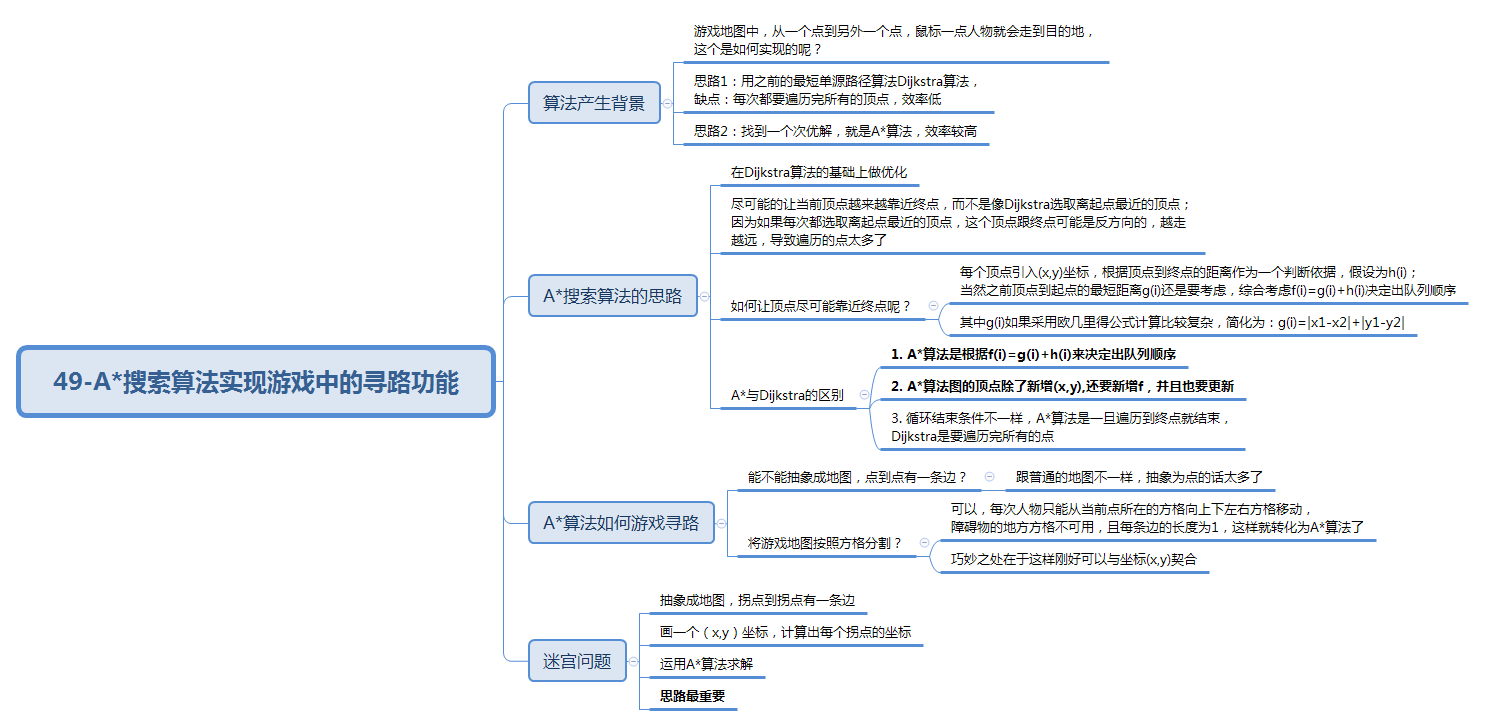 49-A*搜索算法实现游戏中的寻路功能
算法产生背景
游戏地图中，从一个点到另外一个点，鼠标一点人物就会走到目的地，
这个是如何实现的呢？
思路1：用之前的最短单源路径算法Dijkstra算法，
缺点：每次都要遍历完所有的顶点，效率低
思路2：找到一个次优解，就是A*算法，效率较高
A*搜索算法的思路
在Dijkstra算法的基础上做优化
尽可能的让当前顶点越来越靠近终点，而不是像Dijkstra选取离起点最近的顶点；
因为如果每次都选取离起点最近的顶点，这个顶点跟终点可能是反方向的，越走
越远，导致遍历的点太多了
如何让顶点尽可能靠近终点呢？
每个顶点引入(x,y)坐标，根据顶点到终点的距离作为一个判断依据，假设为h(i)；
当然之前顶点到起点的最短距离g(i)还是要考虑，综合考虑f(i)=g(i)+h(i)决定出队列顺序
其中g(i)如果采用欧几里得公式计算比较复杂，简化为：g(i)=|x1-x2|+|y1-y2|
A*与Dijkstra的区别
1. A*算法是根据f(i)=g(i)+h(i)来决定出队列顺序
2. A*算法图的顶点除了新增(x,y),还要新增f，并且也要更新
3. 循环结束条件不一样，A*算法是一旦遍历到终点就结束，
Dijkstra是要遍历完所有的点
A*算法如何游戏寻路
能不能抽象成地图，点到点有一条边？
跟普通的地图不一样，抽象为点的话太多了
将游戏地图按照方格分割？
可以，每次人物只能从当前点所在的方格向上下左右方格移动，
障碍物的地方方格不可用，且每条边的长度为1，这样就转化为A*算法了
巧妙之处在于这样刚好可以与坐标(x,y)契合
迷宫问题
抽象成地图，拐点到拐点有一条边
画一个（x,y）坐标，计算出每个拐点的坐标
运用A*算法求解
思路最重要